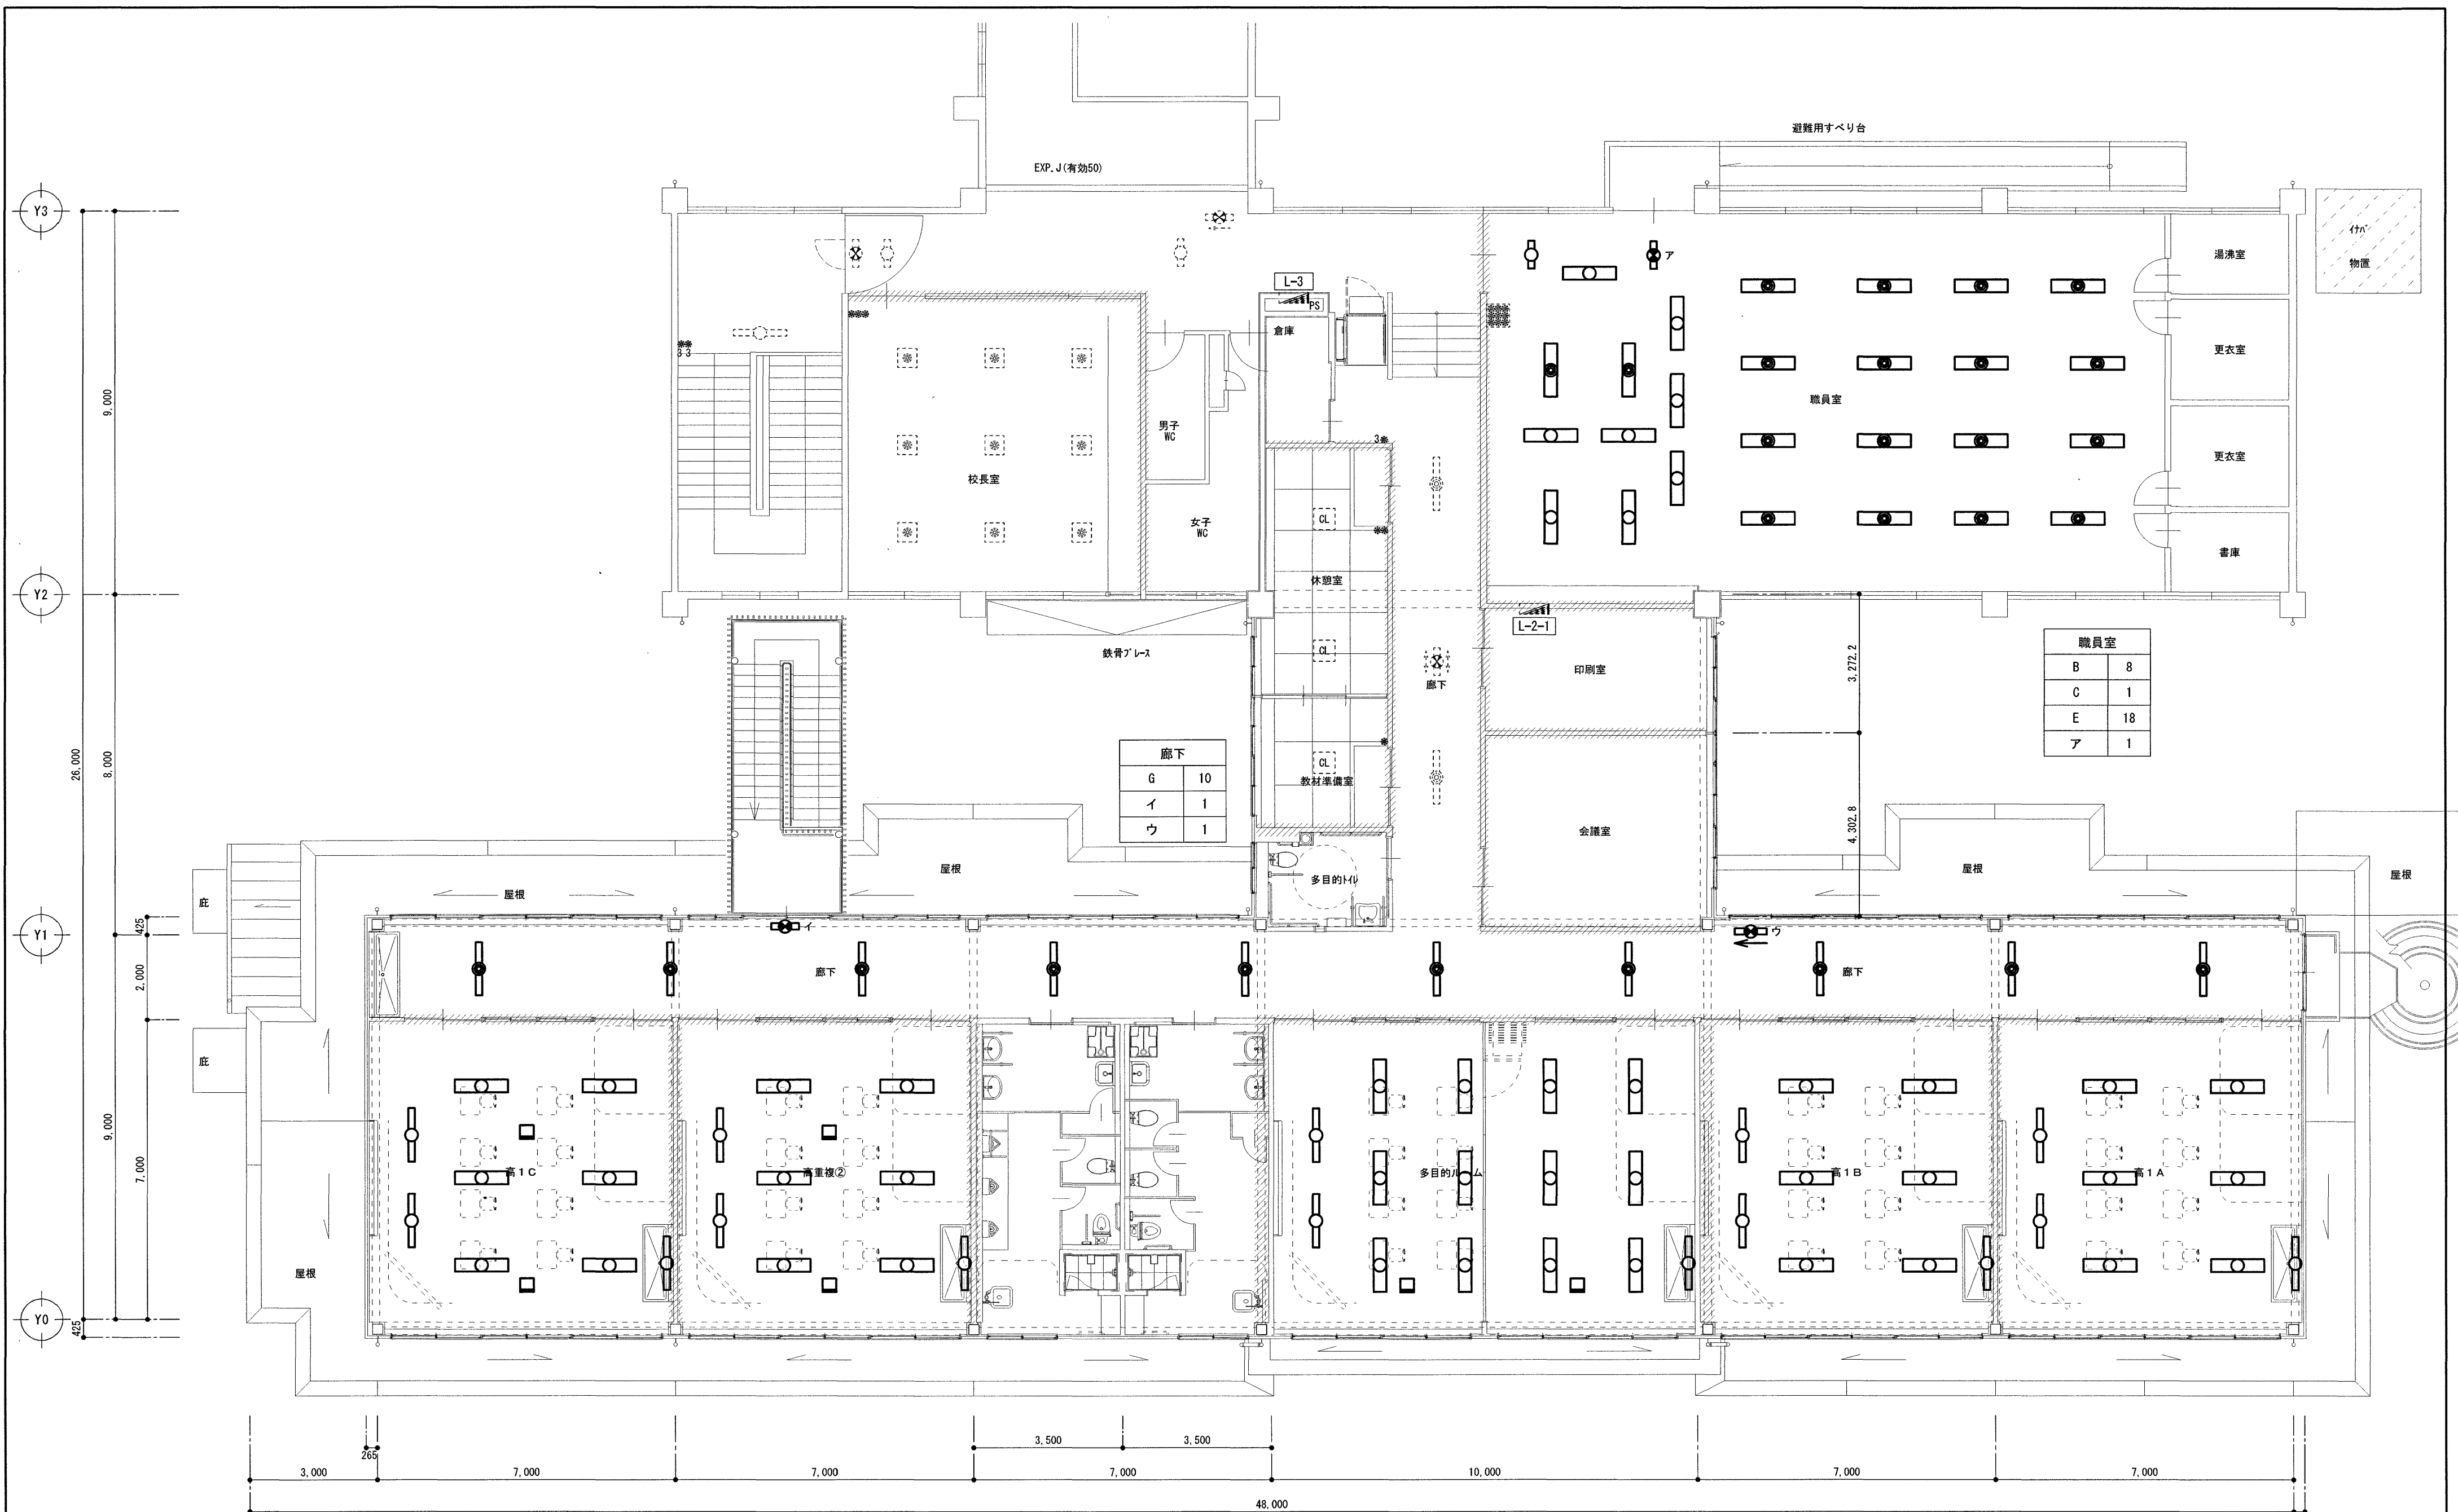 避難用すべり台
EXP.J(有効50)
Y3
ア
イナバ
物置
湯沸室
L-3
PS
倉庫
3 3
更衣室
職員室
9,000
男子
WC
3
校長室
更衣室
女子
WC
CL
書庫
休憩室
Y2
L-2-1
職員室
B 8
C 1
E 18
ア 1
鉄骨ブレース
CL
印刷室
廊下
3,272.2
26,000
8,000
廊下
G 10
イ 1
ウ 1
CL
教材準備室
会議室
4,302.8
屋根
屋根
屋根
屋根
庇
多目的トイレ
Y1
425
イ
ウ
2,000
廊下
廊下
庇
9,000
7,000
高1C
高重複②
多目的ルーム
高1B
高1A
屋根
Y0
425
265
3,500
3,500
3,000
7,000
7,000
7,000
10,000
7,000
7,000
48,000